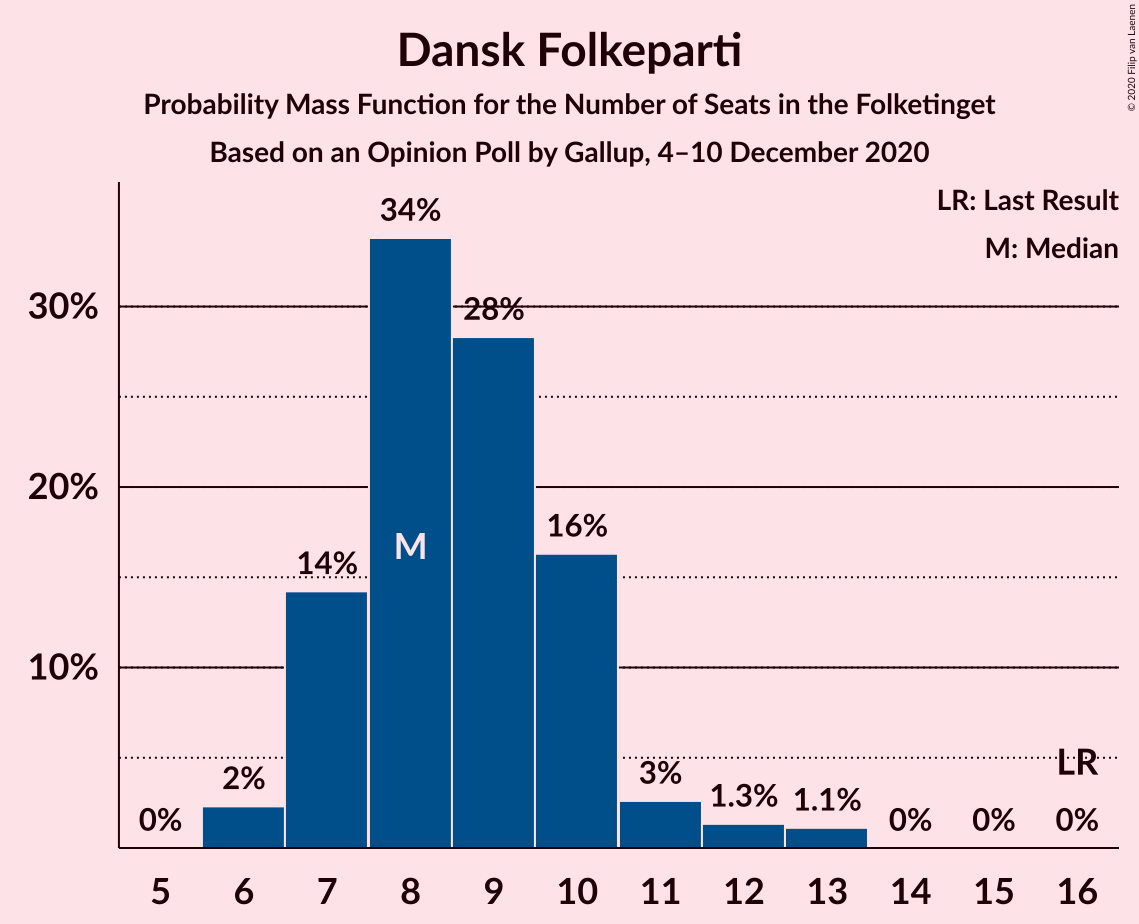 Dansk Folkeparti
Probability Mass Function for the Number of Seats in the Folketinget
Based on an Opinion Poll by Gallup, 4–10 December 2020
© 2020 Filip van Laenen
LR: Last Result
M: Median
34%
30%
28%
20%
16%
M
14%
10%
LR
3%
2%
1.3%
1.1%
0%
0%
0%
0%
5 6 7 8 9 10 11 12 13 14 15 16